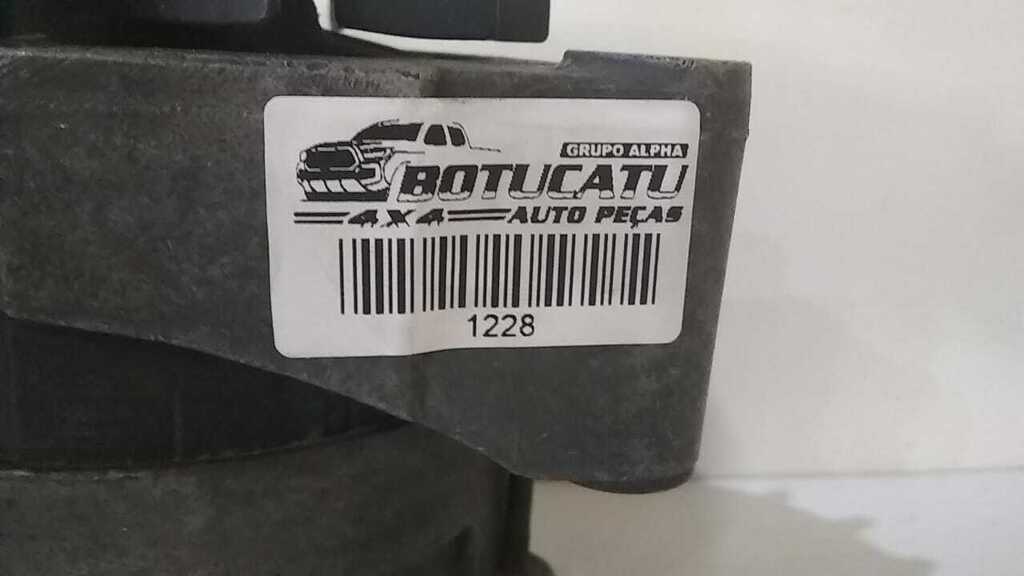 GRUPO ALPHA
BOTUCATU
4X4 AUTO PEÇAS
1228